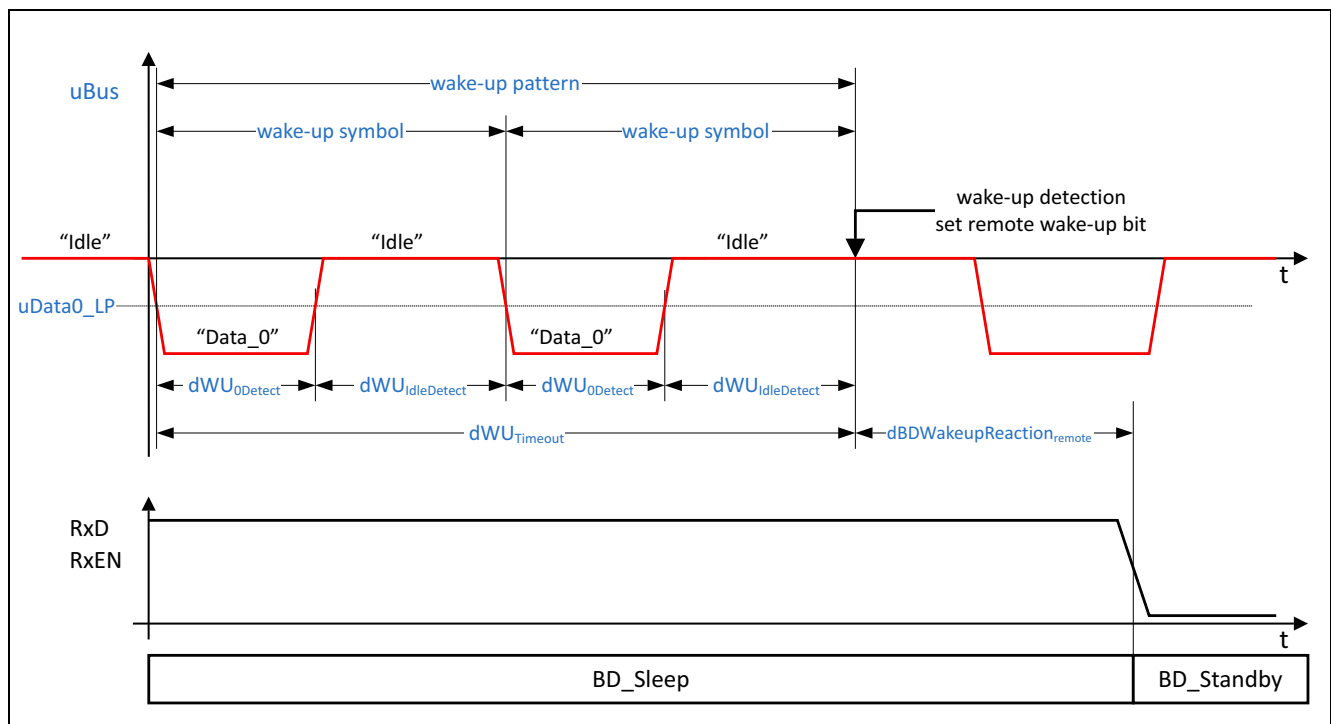 uBus
wake-up pattern
wake-up symbol
wake-up symbol
wake-up detection
set remote wake-up bit
“Idle”
“Idle”
“Idle”
t
uData0_LP
“Data_0”
“Data_0”
dWU0Detect
dWUIdleDetect
dWU0Detect
dWUIdleDetect
dWUTimeout
dBDWakeupReactionremote
RxD
RxEN
t
BD_Sleep
BD_Standby